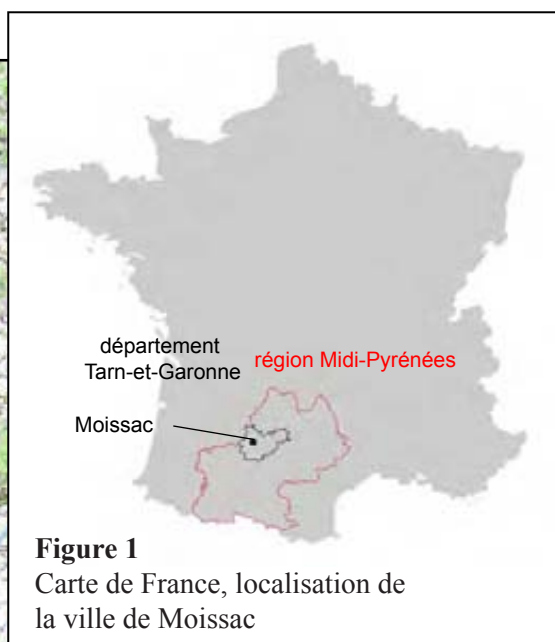 département
Tarn-et-Garonne
région Midi-Pyrénées
Moissac
Figure 1
Carte de France, localisation de
la ville de Moissac